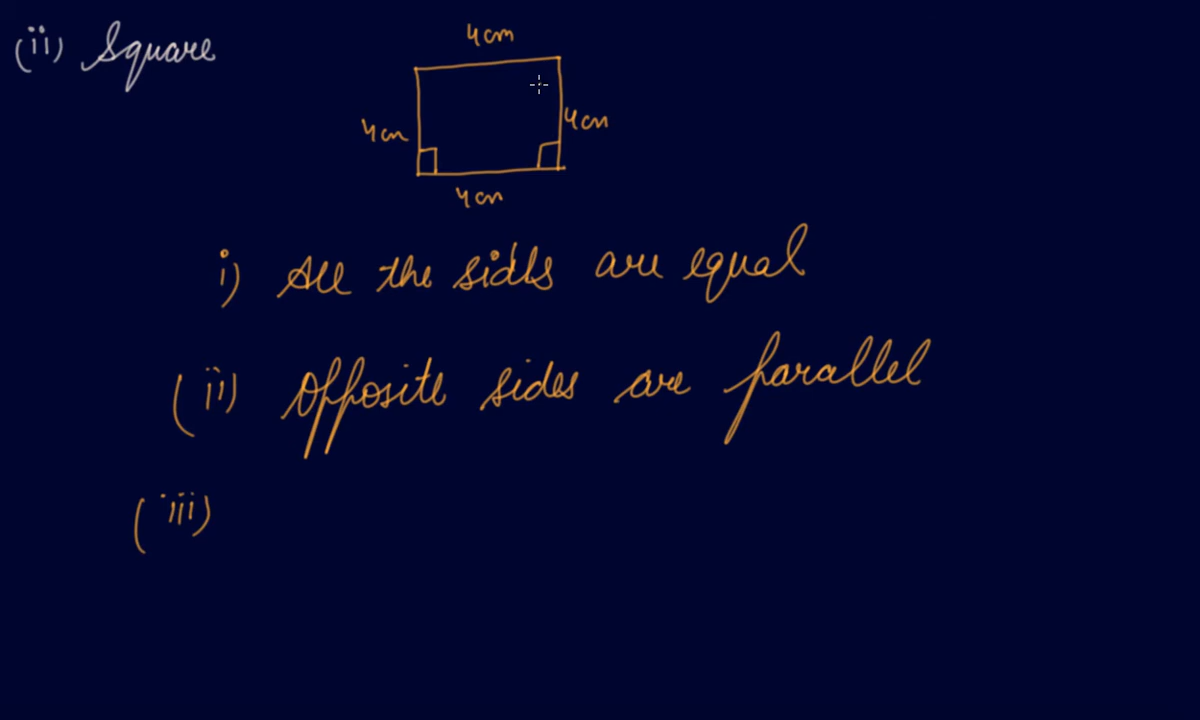 (ii) Square
4cm
4cm
4cm
4cm
i) All the sides are equal
(ii) Opposite sides are parallel
(iii)